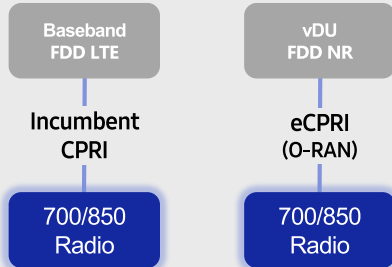 Baseband
FDD LTE
Incumbent
CPRI
700/850
Radio
vDU
FDD NR
eCPRI
(O-RAN)
700/850
Radio